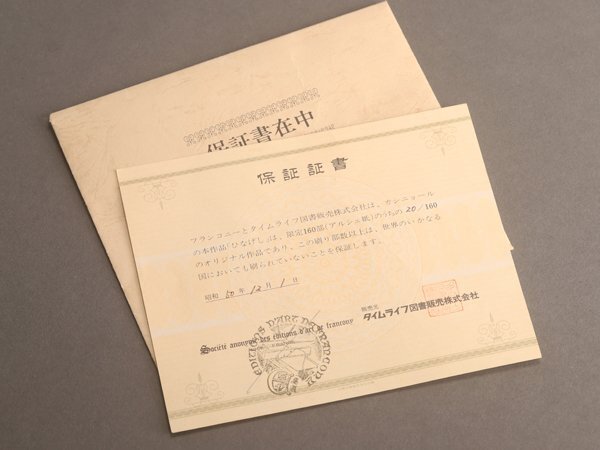 保証書在中
保証証書
フランコニーとタイムライフ図書販売株式会社は、カシニョール
の本作品「ひなげし」は、限定160部(アルシュ紙)のうちの 20/160
のオリジナル作品であり、この刷り部数以上は、世界のいかなる
国においても刷られていないことを保証します。
昭和 50 年 12 月 1 日
販売元
タイムライフ図書販売株式会社
Société anonyme des éditions d'art de francony
EDITIONS D'ART DE FRANCONY